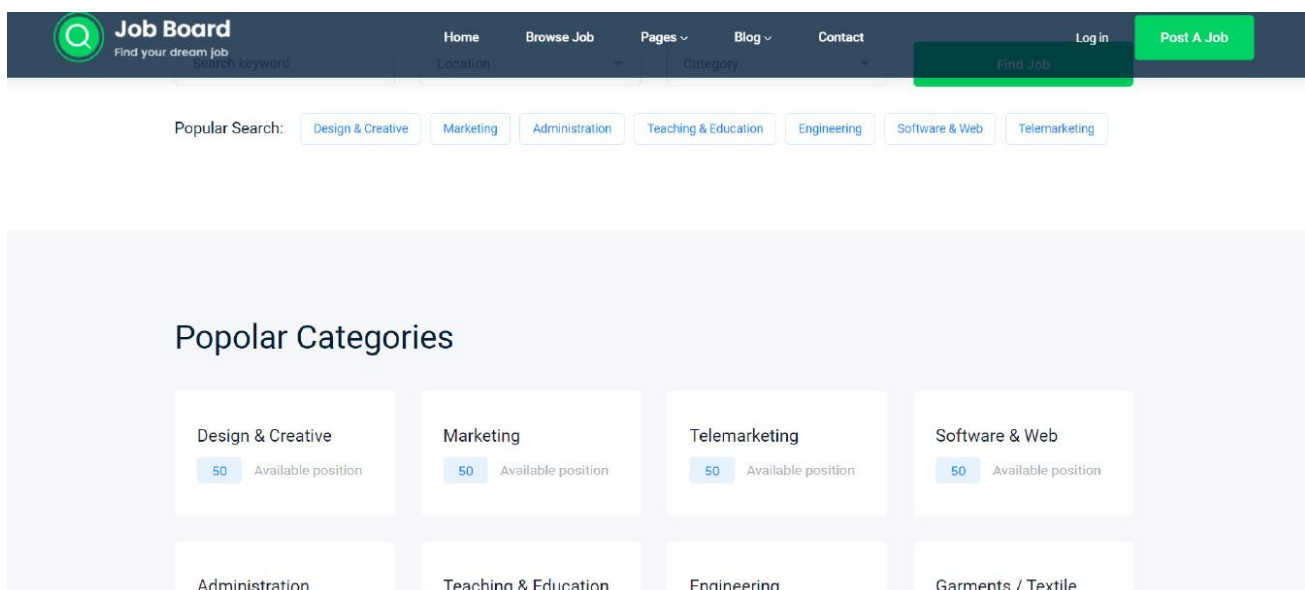 Job Board
Find your dream job
Home Browse Job Pages Blog Contact Log in Post A Job
Search keyword Location Category Find Job
Popular Search: Design & Creative Marketing Administration Teaching & Education Engineering Software & Web Telemarketing
Popolar Categories
Design & Creative Marketing Telemarketing Software & Web
50 Available position 50 Available position 50 Available position 50 Available position
Administration Teaching & Education Engineering Garments / Textile